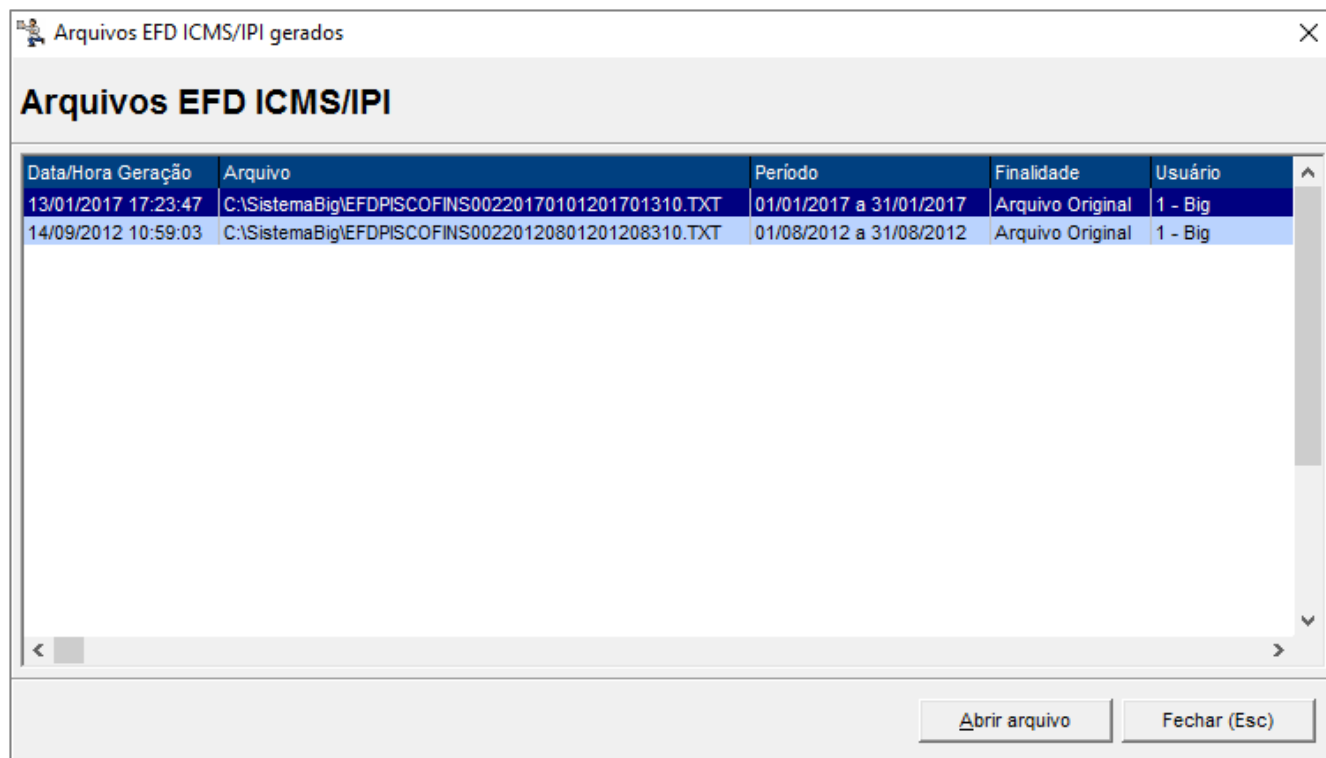 Arquivos EFD ICMS/IPI gerados
Arquivos EFD ICMS/IPI
Data/Hora Geração Arquivo Período Finalidade Usuário
13/01/2017 17:23:47 C:\SistemaBig\EFDPISCOFINS00220170101201701310.TXT 01/01/2017 a 31/01/2017 Arquivo Original 1 - Big
14/09/2012 10:59:03 C:\SistemaBig\EFDPISCOFINS00220120801201208310.TXT 01/08/2012 a 31/08/2012 Arquivo Original 1 - Big
Abrir arquivo Fechar (Esc)